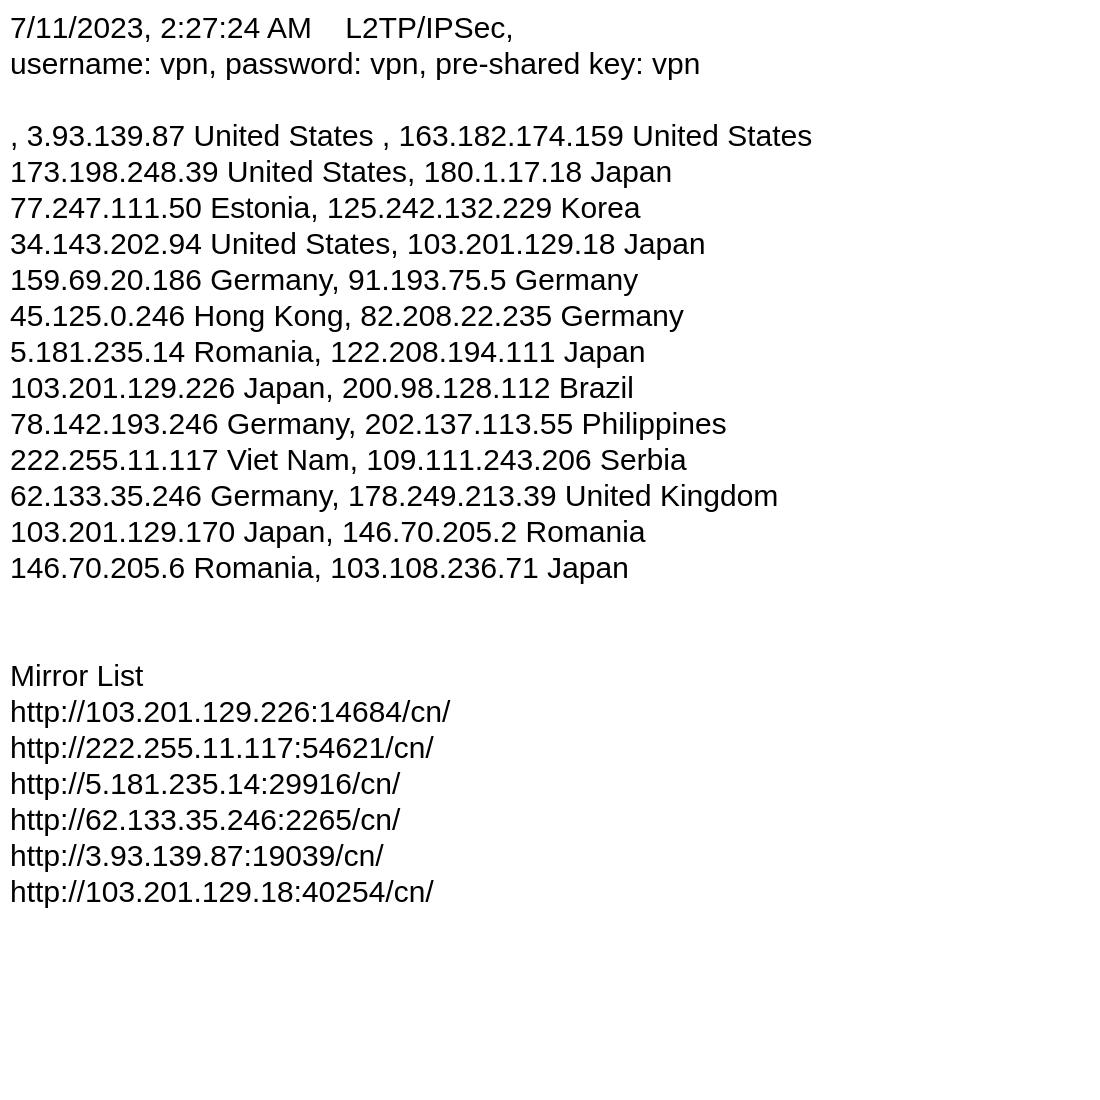 7/11/2023, 2:27:24 AM    L2TP/IPSec,
username: vpn, password: vpn, pre-shared key: vpn
, 3.93.139.87 United States , 163.182.174.159 United States
173.198.248.39 United States, 180.1.17.18 Japan
77.247.111.50 Estonia, 125.242.132.229 Korea
34.143.202.94 United States, 103.201.129.18 Japan
159.69.20.186 Germany, 91.193.75.5 Germany
45.125.0.246 Hong Kong, 82.208.22.235 Germany
5.181.235.14 Romania, 122.208.194.111 Japan
103.201.129.226 Japan, 200.98.128.112 Brazil
78.142.193.246 Germany, 202.137.113.55 Philippines
222.255.11.117 Viet Nam, 109.111.243.206 Serbia
62.133.35.246 Germany, 178.249.213.39 United Kingdom
103.201.129.170 Japan, 146.70.205.2 Romania
146.70.205.6 Romania, 103.108.236.71 Japan
Mirror List
http://103.201.129.226:14684/cn/
http://222.255.11.117:54621/cn/
http://5.181.235.14:29916/cn/
http://62.133.35.246:2265/cn/
http://3.93.139.87:19039/cn/
http://103.201.129.18:40254/cn/